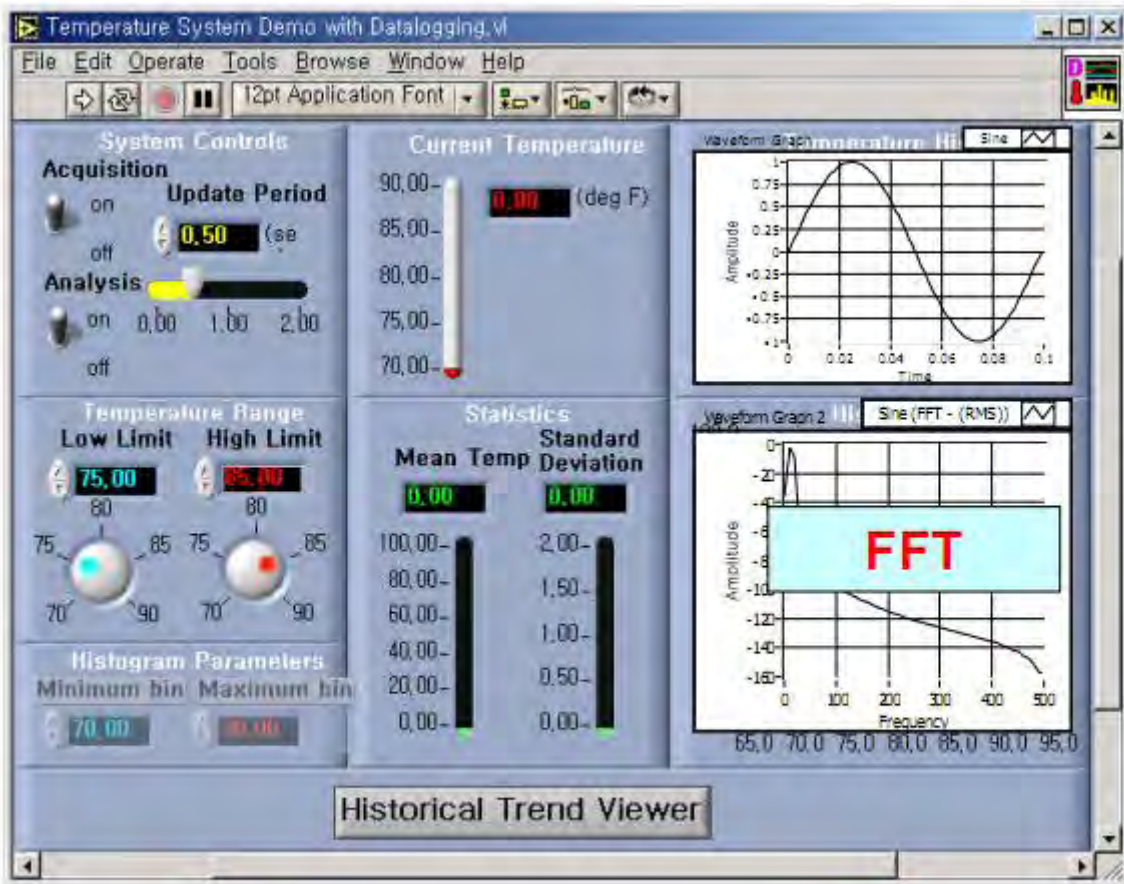 Temperature System Demo with Datalogging.vi
File Edit Operate Tools Browse Window Help
12pt Application Font
System Controls
Acquisition
on
off
Update Period
0,50 (se
Analysis
on
off
0,00 1,00 2,00
Current Temperature
90,00
85,00
80,00
75,00
70,00
0,00 (deg F)
Waveform Graph
Temperature Hi
Sine
Amplitude
1
0.75
0.5
0.25
0
-0.25
-0.5
-0.75
-1
0 0.02 0.04 0.06 0.08 0.1
Time
Temperature Range
Low Limit High Limit
75,00 85,00
80 80
75 85 75 85
70 90 70 90
Histogram Parameters
Minimum bin Maximum bin
70,00 90,00
Statistics
Mean Temp
Standard Deviation
0,00 0,00
100,00 2,00
80,00 1,50
60,00 1,00
40,00 0,50
20,00 0,00
0,00
Waveform Graph 2
Sine (FFT - (RMS))
Amplitude
0
-20
-40
FFT
-100
-120
-140
-160
0 100 200 300 400 500
Frequency
65,0 70,0 75,0 80,0 85,0 90,0 95,0
Historical Trend Viewer